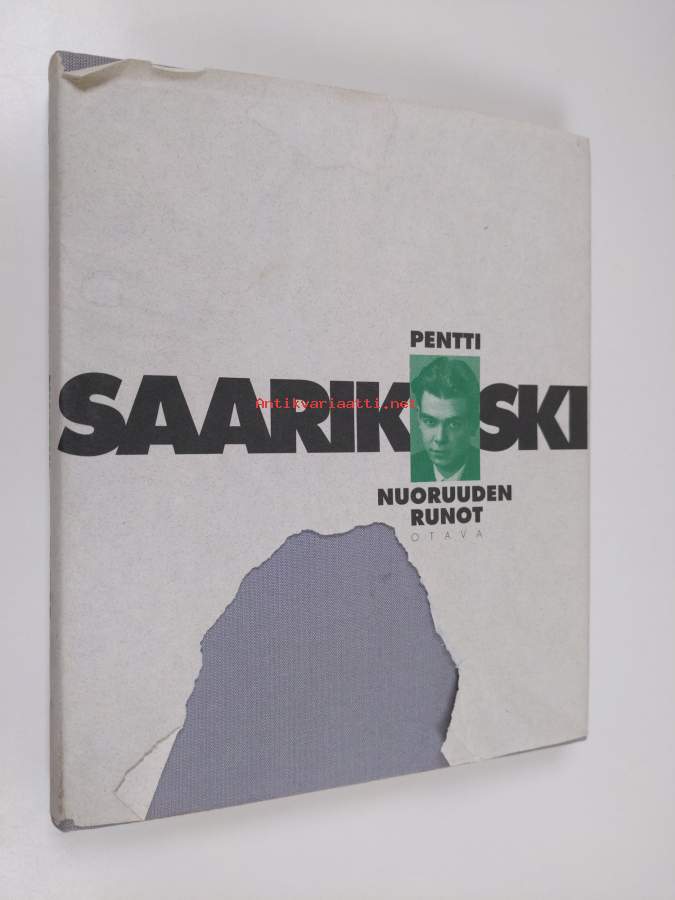 PENTTI
SAARIK SKI
Antikvariaatti.net
NUORUUDEN
RUNOT
OTAVA